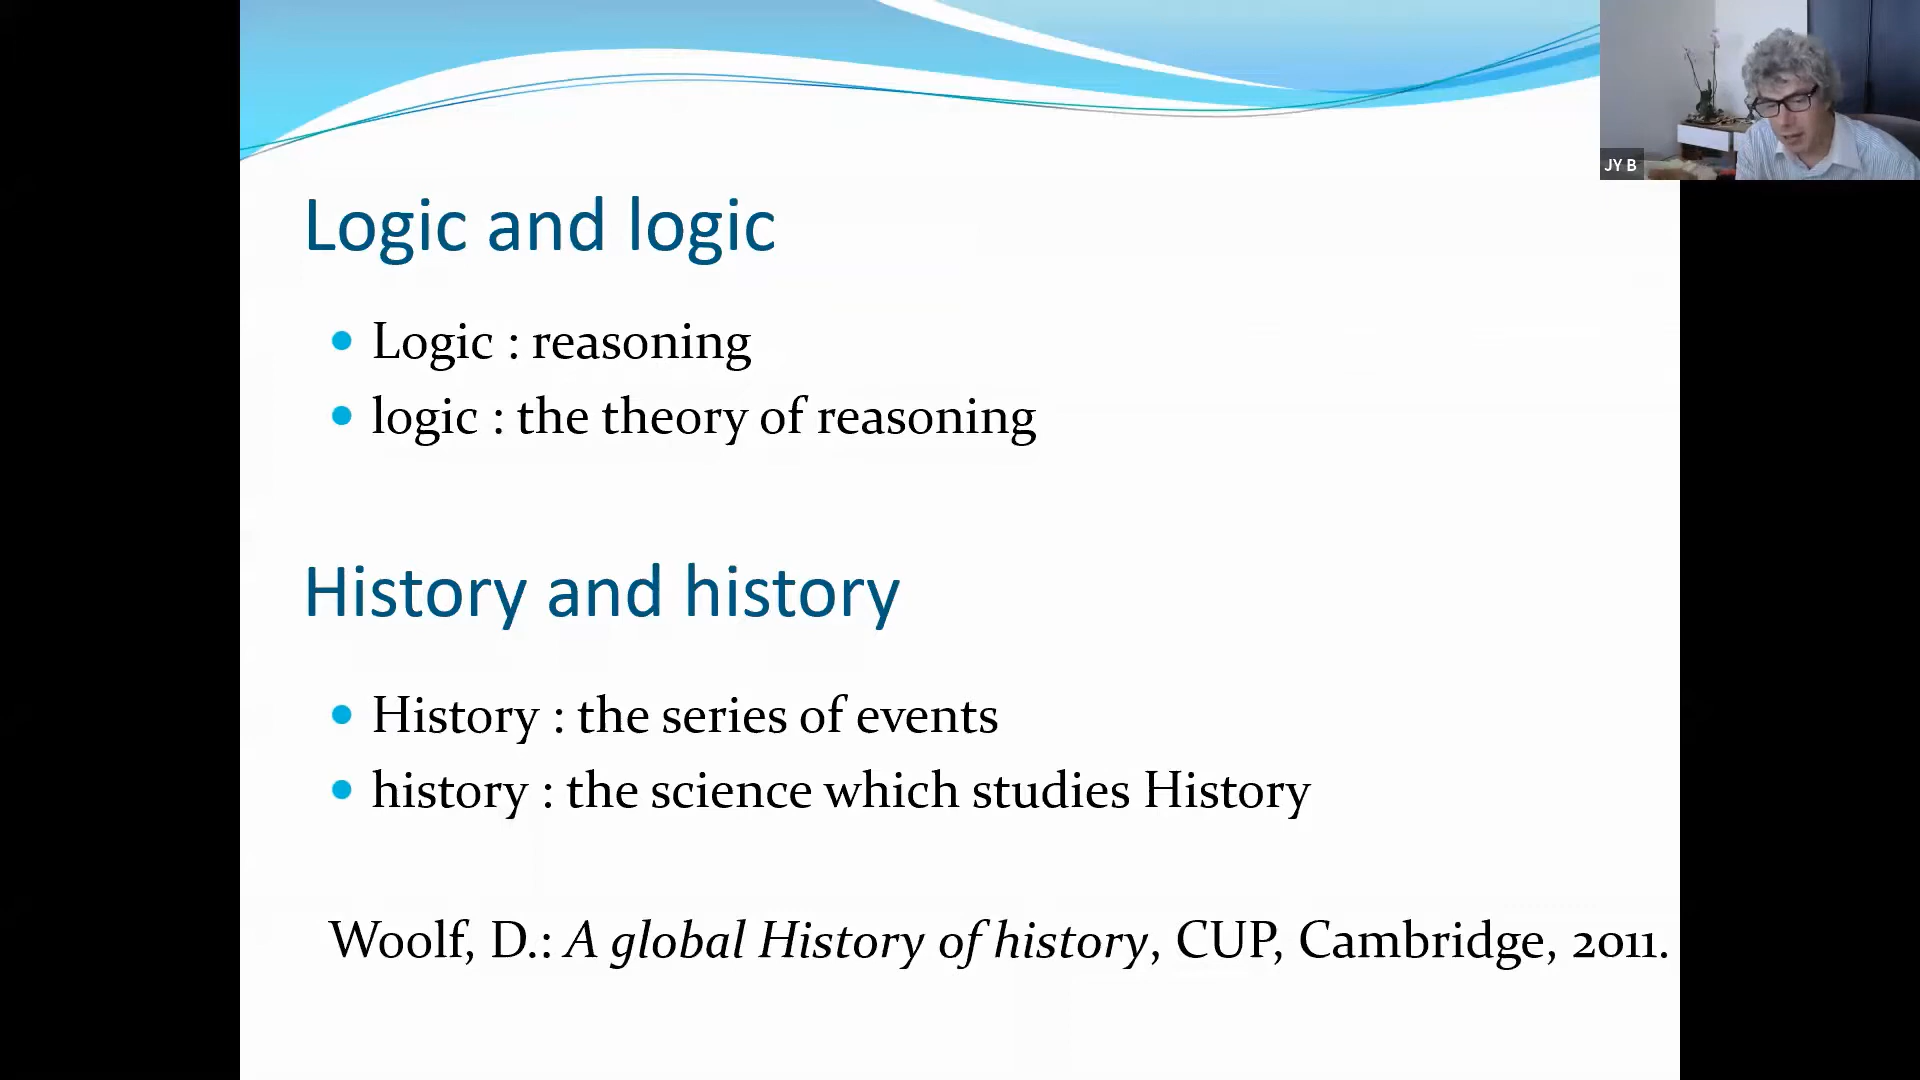 JY B
Logic and logic
Logic : reasoning
logic : the theory of reasoning
History and history
History : the series of events
history : the science which studies History
Woolf, D.: A global History of history, CUP, Cambridge, 2011.